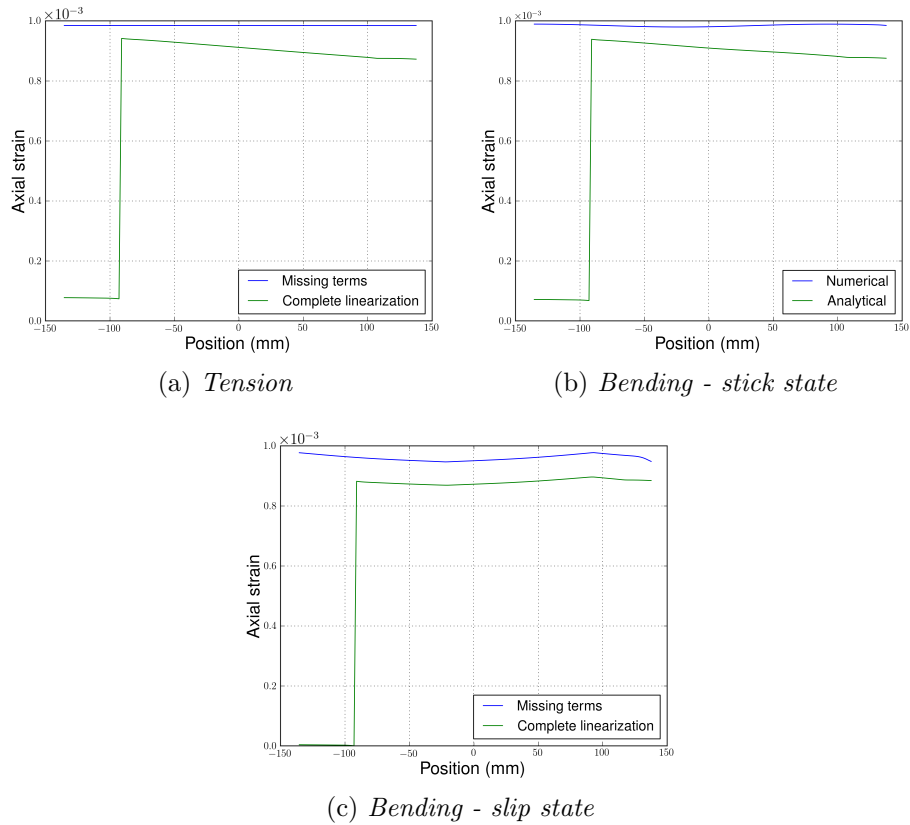 1.0 ×10⁻³
0.8
0.6
0.4
0.2
0.0
Axial strain
−150 −100 −50 0 50 100 150
Position (mm)
Missing terms
Complete linearization
(a) Tension
1.0 ×10⁻³
0.8
0.6
0.4
0.2
0.0
Axial strain
−150 −100 −50 0 50 100 150
Position (mm)
Numerical
Analytical
(b) Bending - stick state
1.0 ×10⁻³
0.8
0.6
0.4
0.2
0.0
Axial strain
−150 −100 −50 0 50 100 150
Position (mm)
Missing terms
Complete linearization
(c) Bending - slip state